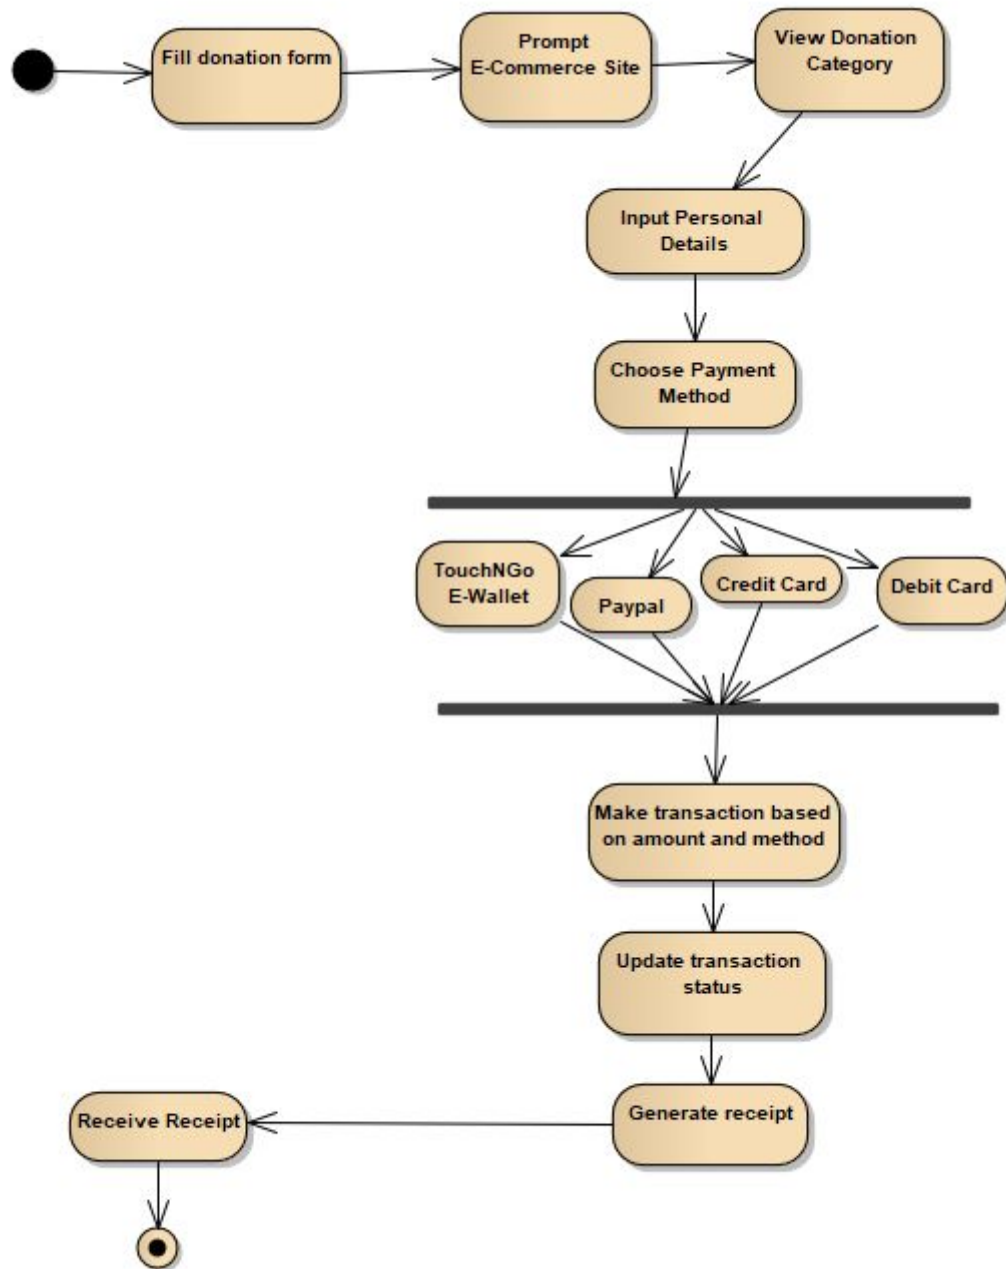 Fill donation form
Prompt
E-Commerce Site
View Donation
Category
Input Personal
Details
Choose Payment
Method
TouchNGo
E-Wallet
Paypal
Credit Card
Debit Card
Make transaction based
on amount and method
Update transaction
status
Generate receipt
Receive Receipt